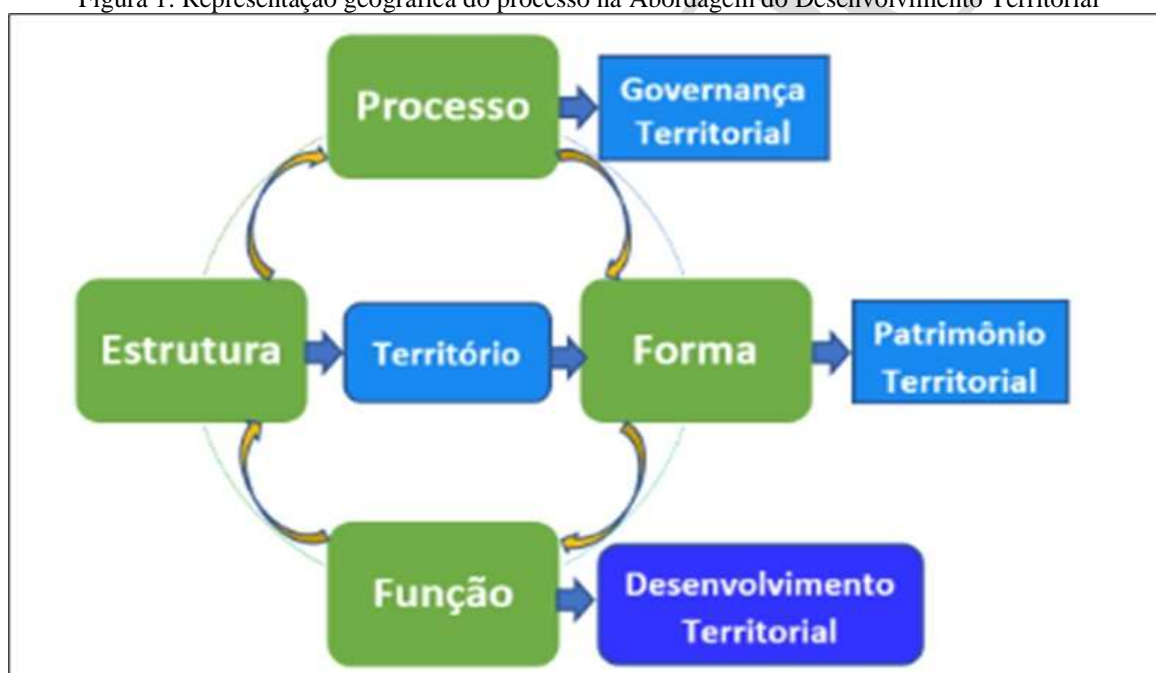 Figura 1: Representação geográfica do processo na Abordagem do Desenvolvimento Territorial
Processo
Governança
Territorial
Estrutura
Território
Forma
Patrimônio
Territorial
Função
Desenvolvimento
Territorial